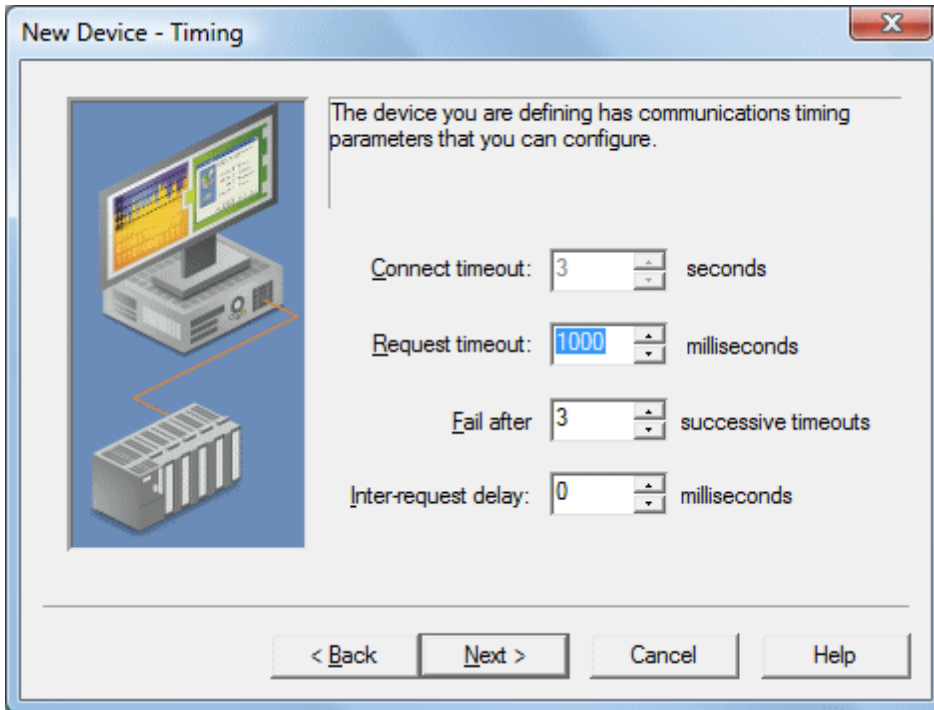 New Device - Timing
The device you are defining has communications timing
parameters that you can configure.
Connect timeout: 3 seconds
Request timeout: 1000 milliseconds
Fail after 3 successive timeouts
Inter-request delay: 0 milliseconds
< Back Next > Cancel Help